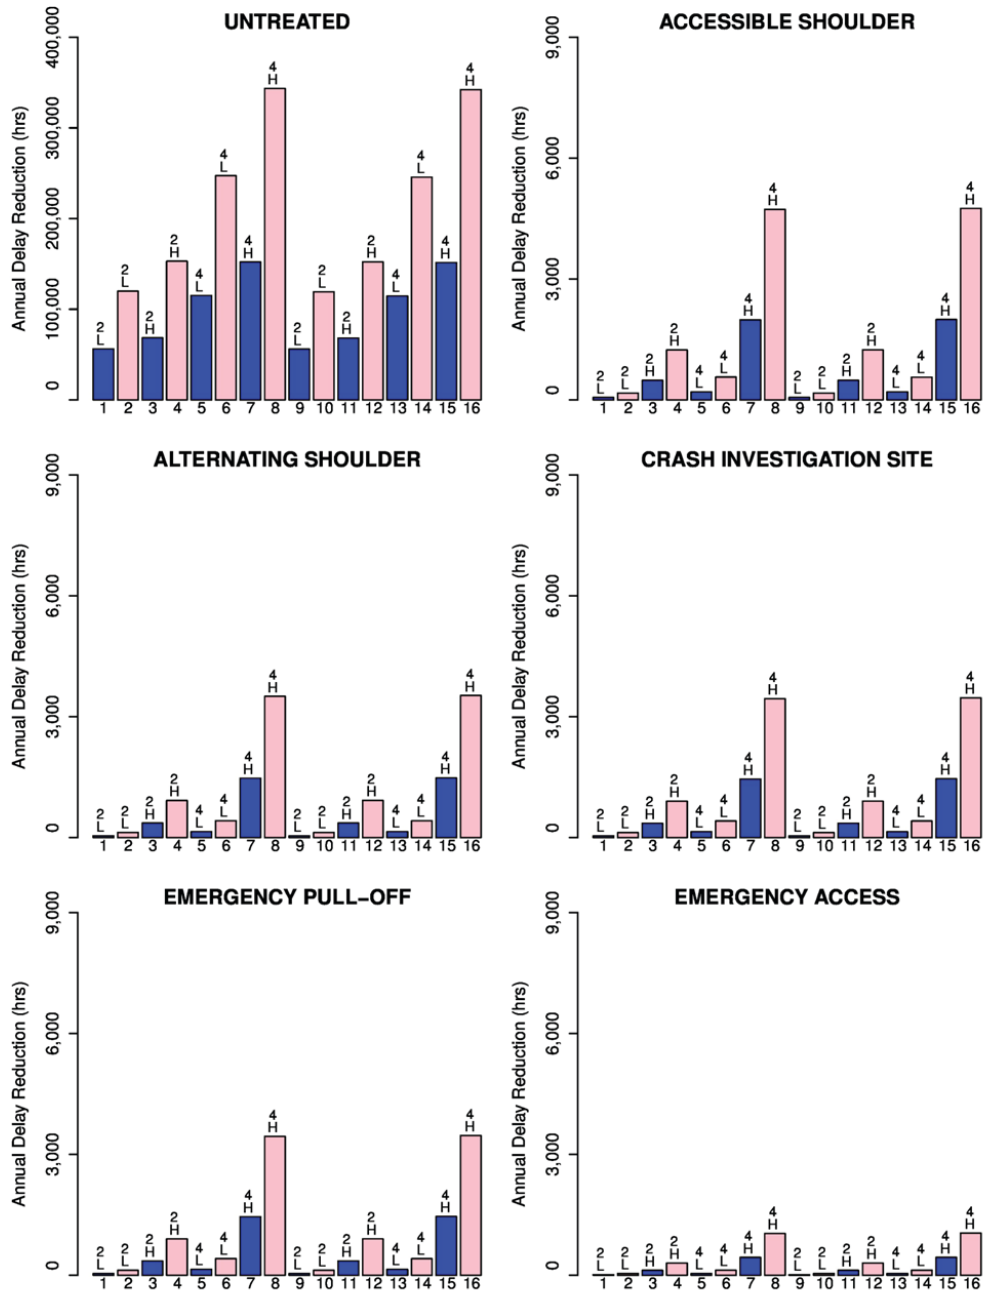 UNTREATED
Annual Delay Reduction (hrs)
400,000
300,000
200,000
100,000
0
2 L
2 L
2 H
2 H
4 L
4 L
4 H
4 H
2 L
2 L
2 H
2 H
4 L
4 L
4 H
4 H
1 2 3 4 5 6 7 8 9 10 11 12 13 14 15 16
ACCESSIBLE SHOULDER
Annual Delay Reduction (hrs)
9,000
6,000
3,000
0
2 L
2 L
2 H
2 H
4 L
4 L
4 H
4 H
2 L
2 L
2 H
2 H
4 L
4 L
4 H
4 H
1 2 3 4 5 6 7 8 9 10 11 12 13 14 15 16
ALTERNATING SHOULDER
Annual Delay Reduction (hrs)
9,000
6,000
3,000
0
2 L
2 L
2 H
2 H
4 L
4 L
4 H
4 H
2 L
2 L
2 H
2 H
4 L
4 L
4 H
4 H
1 2 3 4 5 6 7 8 9 10 11 12 13 14 15 16
CRASH INVESTIGATION SITE
Annual Delay Reduction (hrs)
9,000
6,000
3,000
0
2 L
2 L
2 H
2 H
4 L
4 L
4 H
4 H
2 L
2 L
2 H
2 H
4 L
4 L
4 H
4 H
1 2 3 4 5 6 7 8 9 10 11 12 13 14 15 16
EMERGENCY PULL−OFF
Annual Delay Reduction (hrs)
9,000
6,000
3,000
0
2 L
2 L
2 H
2 H
4 L
4 L
4 H
4 H
2 L
2 L
2 H
2 H
4 L
4 L
4 H
4 H
1 2 3 4 5 6 7 8 9 10 11 12 13 14 15 16
EMERGENCY ACCESS
Annual Delay Reduction (hrs)
9,000
6,000
3,000
0
2 L
2 L
2 H
2 H
4 L
4 L
4 H
4 H
2 L
2 L
2 H
2 H
4 L
4 L
4 H
4 H
1 2 3 4 5 6 7 8 9 10 11 12 13 14 15 16